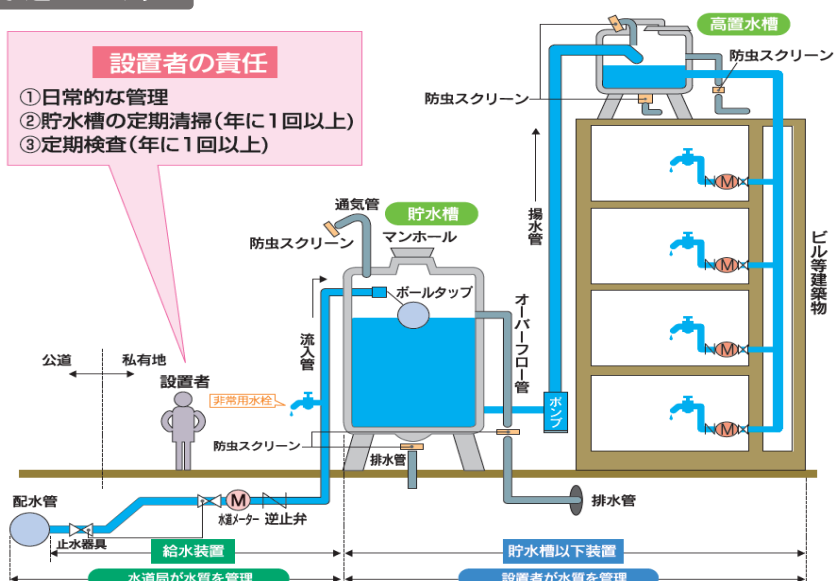 設置者の責任
①日常的な管理
②貯水槽の定期清掃(年に1回以上)
③定期検査(年に1回以上)
高置水槽
防虫スクリーン
防虫スクリーン
揚水管
通気管
貯水槽
防虫スクリーン
マンホール
ボールタップ
流入管
オーバーフロー管
ビル等建築物
M
M
M
M
公道
私有地
設置者
非常用水栓
ポンプ
防虫スクリーン
排水管
排水管
配水管
止水器具
M
水道メーター
逆止弁
給水装置
貯水槽以下装置
水道局が水質を管理
設置者が水質を管理